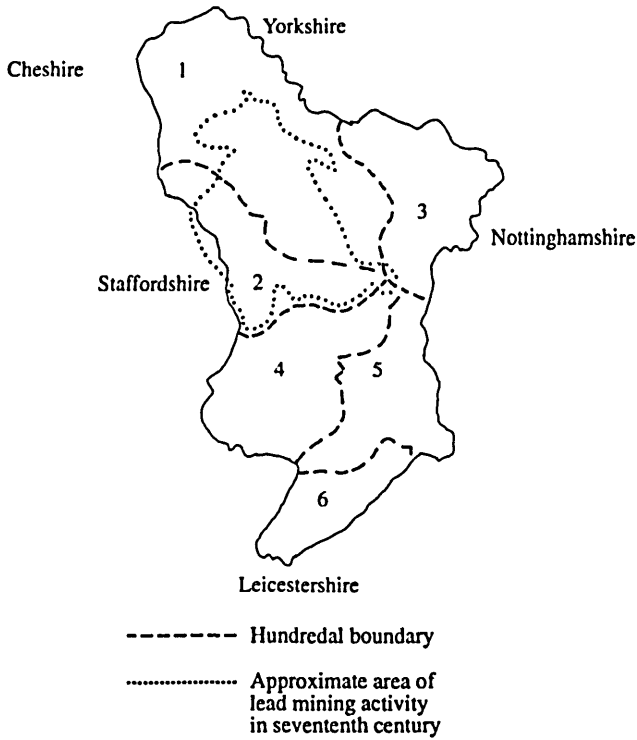 Yorkshire
Cheshire
1
3
Nottinghamshire
Staffordshire
2
4
5
6
Leicestershire
Hundredal boundary
Approximate area of
lead mining activity
in sevententh century